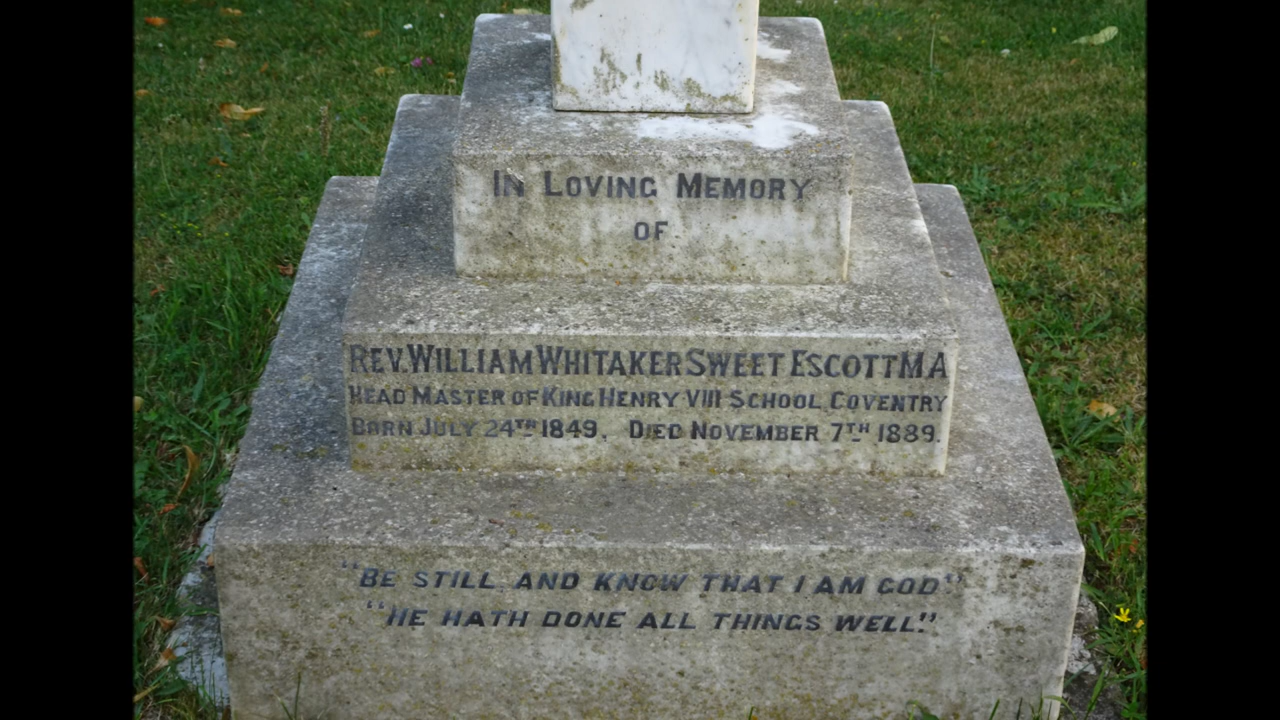 IN LOVING MEMORY
OF
REV. WILLIAM WHITAKER SWEET ESCOTT M.A
HEAD MASTER OF KING HENRY VIII SCHOOL, COVENTRY
BORN JULY 24TH 1849. DIED NOVEMBER 7TH 1889.
"BE STILL AND KNOW THAT I AM GOD"
"HE HATH DONE ALL THINGS WELL."